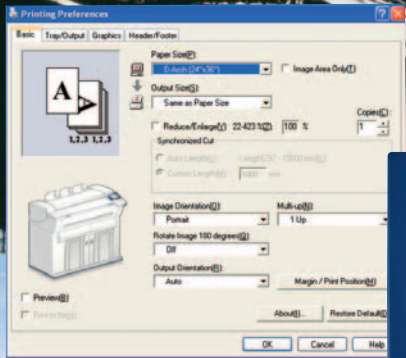 Printing Preferences
Basic Tray/Output Graphics Header/Footer
Paper Size(P):
D-Arch (24"x36")
Image Area Only(T)
Output Size(S):
Same as Paper Size
Copies(C):
Reduce/Enlarge(Y) 22-423 %(Z): 100 % 1
Synchronized Cut
Auto Length(U)
Custom Length(W)
A
A
1,2,3 1,2,3
Image Orientation(O):
Multi-up(N):
Portrait
1 Up
Rotate Image 180 degrees(G):
Off
Output Orientation(R):
Auto
Margin / Print Position(M)
Preview(B)
About(J)...
Restore Default(D
OK Cancel Help